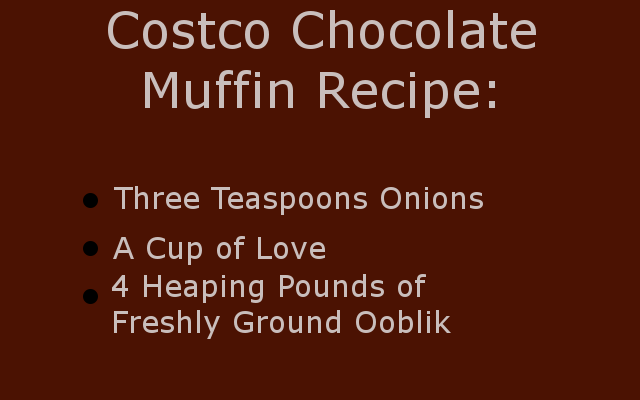 Costco Chocolate
Muffin Recipe:
Three Teaspoons Onions
A Cup of Love
4 Heaping Pounds of
Freshly Ground Ooblik